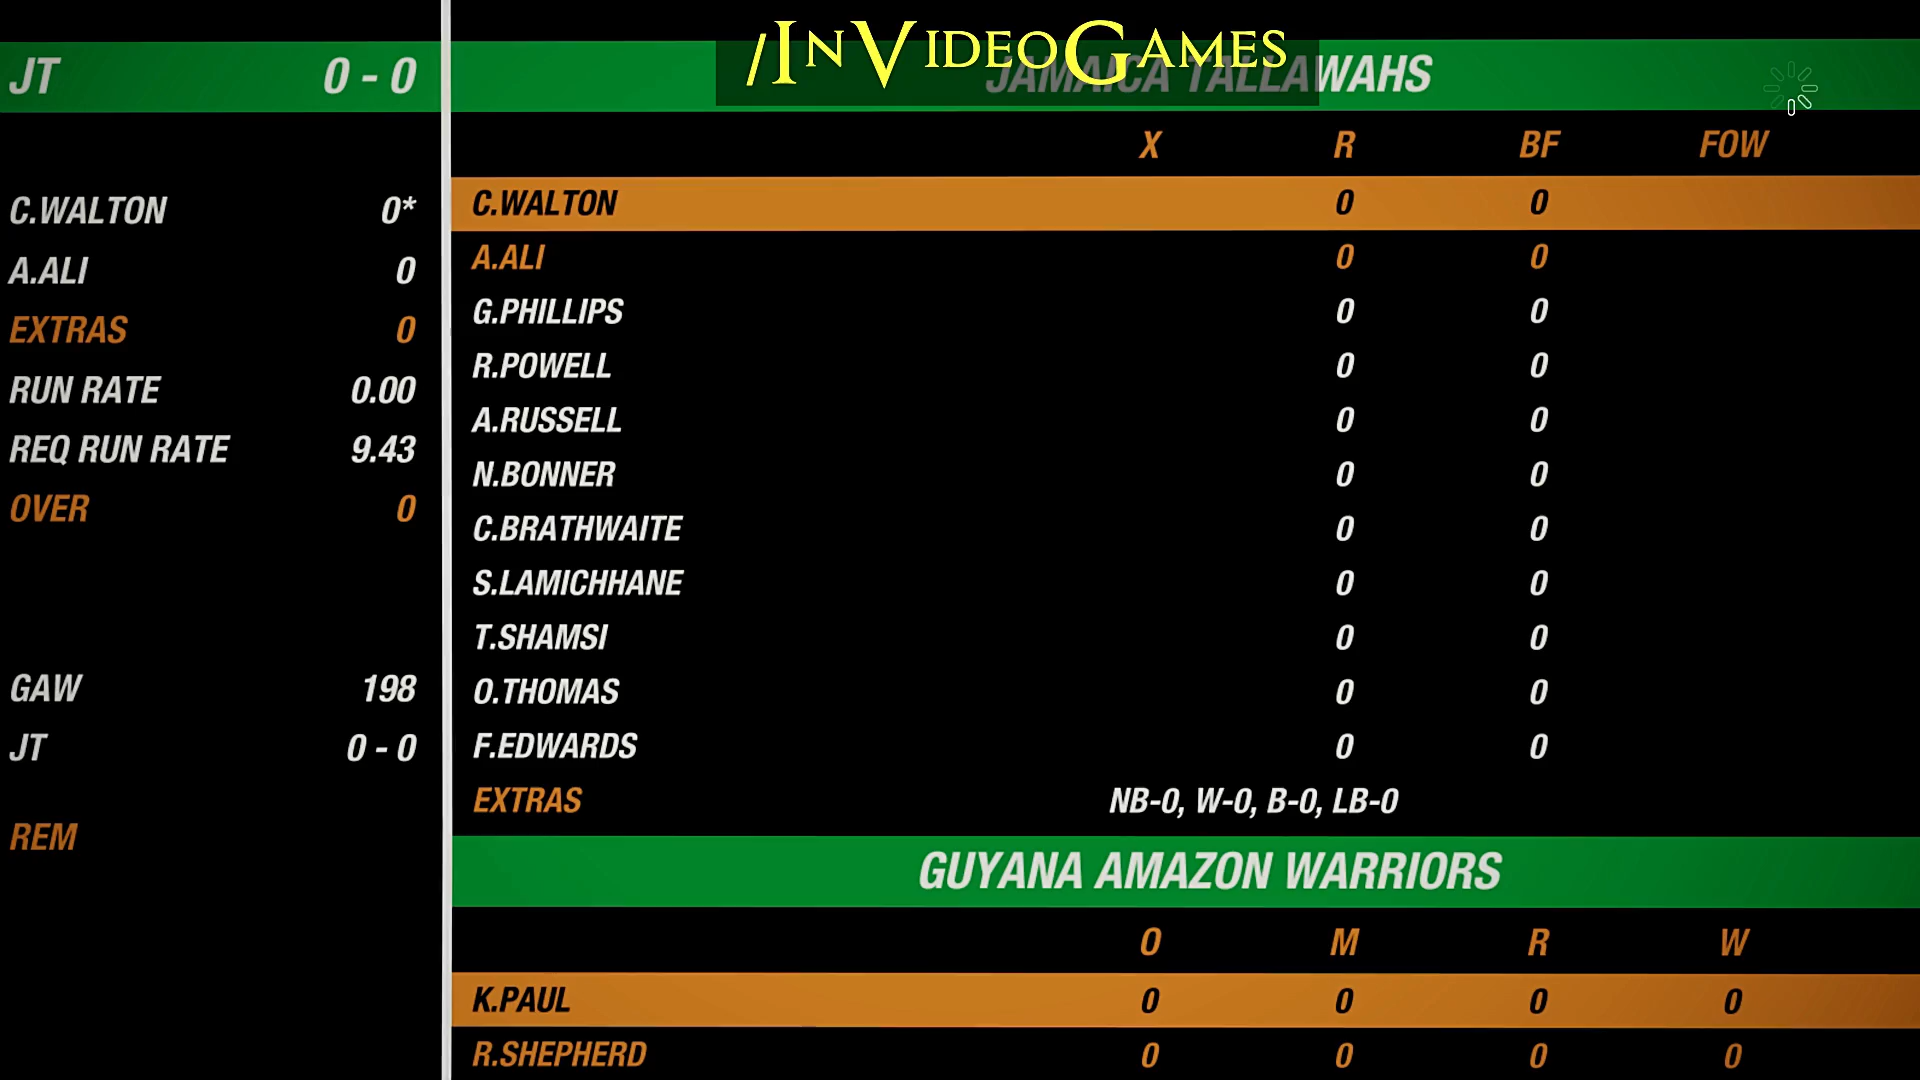 /InVideoGames
JT 0 - 0
C.WALTON 0*
A.ALI 0
EXTRAS 0
RUN RATE 0.00
REQ RUN RATE 9.43
OVER 0
GAW 198
JT 0 - 0
REM
JAMAICA TALLAWAHS
X R BF FOW
C.WALTON 0 0
A.ALI 0 0
G.PHILLIPS 0 0
R.POWELL 0 0
A.RUSSELL 0 0
N.BONNER 0 0
C.BRATHWAITE 0 0
S.LAMICHHANE 0 0
T.SHAMSI 0 0
O.THOMAS 0 0
F.EDWARDS 0 0
EXTRAS NB-0, W-0, B-0, LB-0
GUYANA AMAZON WARRIORS
O M R W
K.PAUL 0 0 0 0
R.SHEPHERD 0 0 0 0